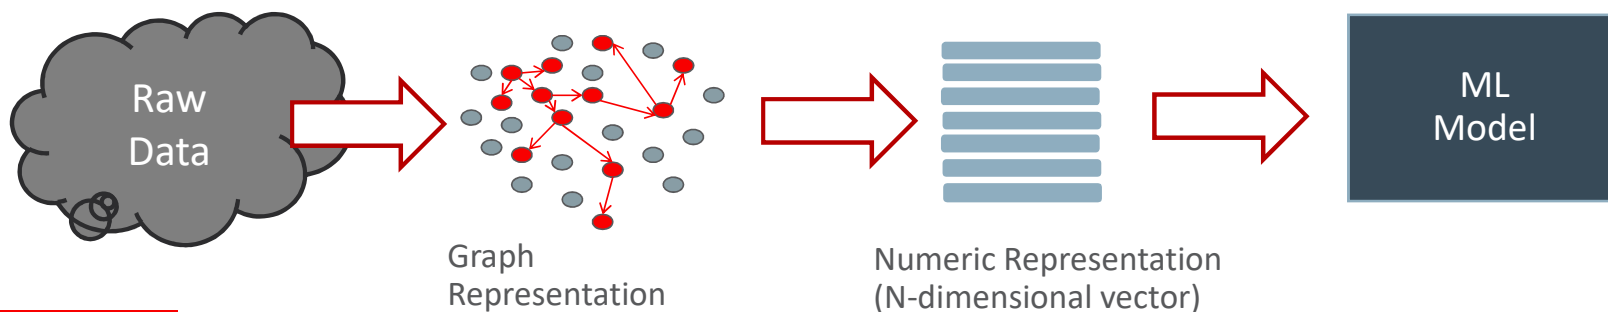 Raw
Data
Graph
Representation
Numeric Representation
(N-dimensional vector)
ML
Model